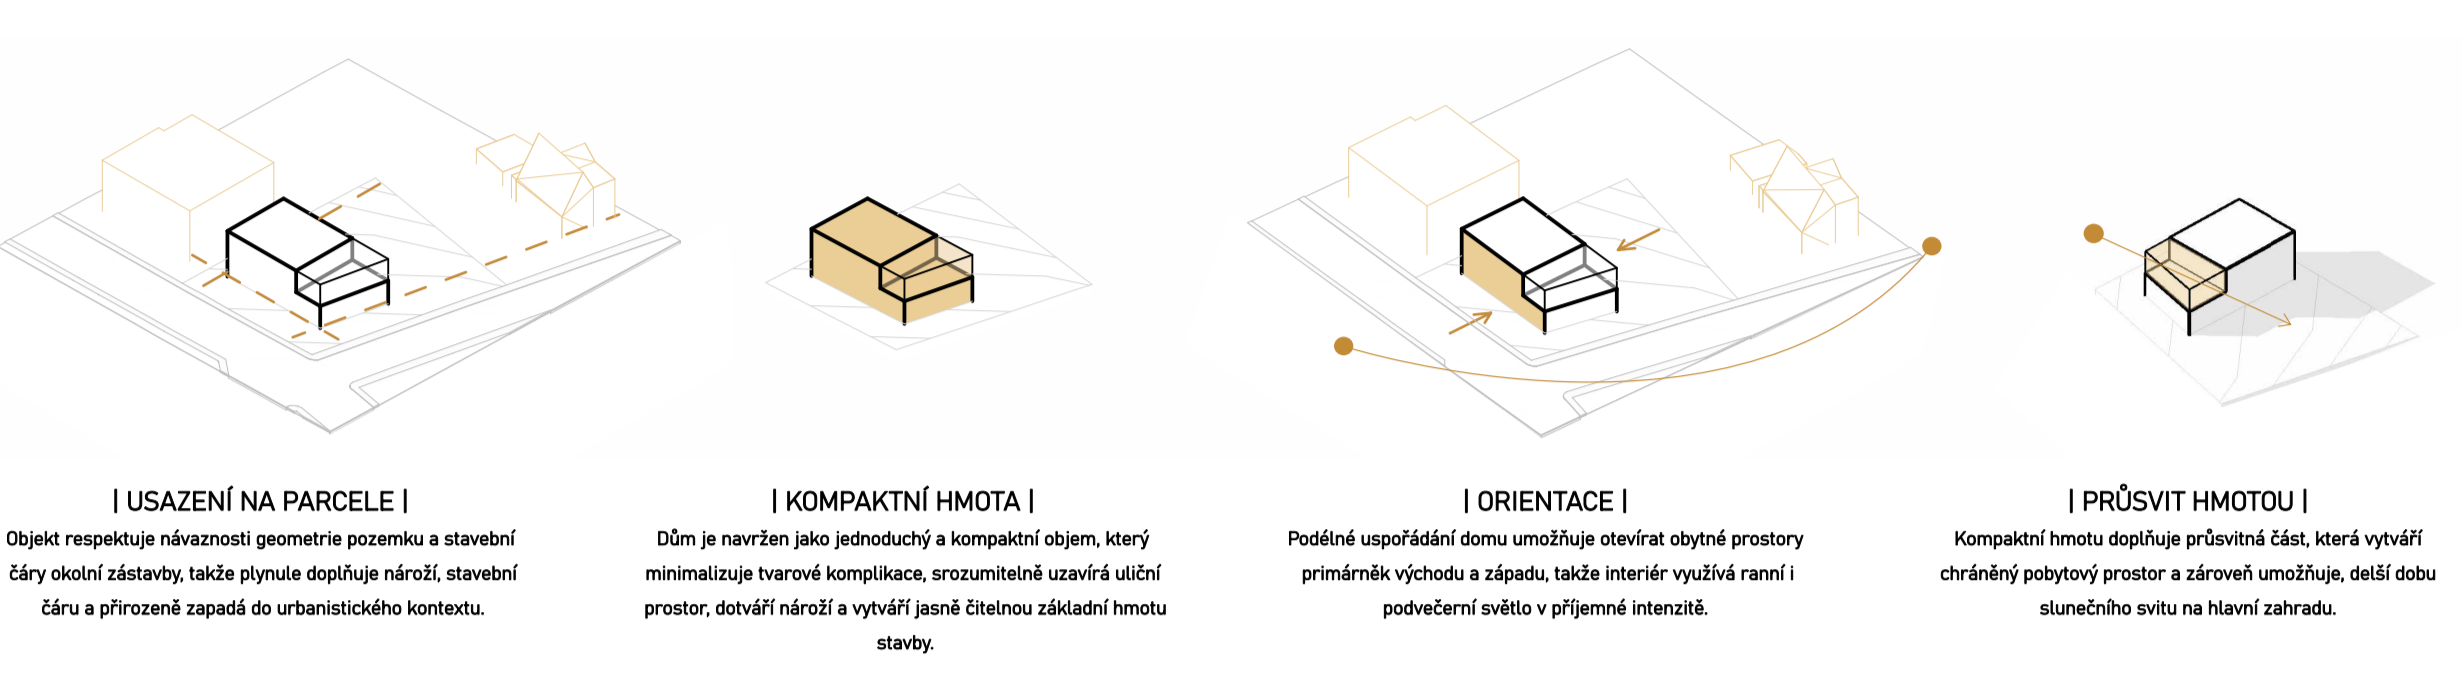 | USAZENÍ NA PARCELE |
Objekt respektuje návaznosti geometrie pozemku a stavební
čáry okolní zástavby, takže plynule doplňuje nároží, stavební
čáru a přirozeně zapadá do urbanistického kontextu.
| KOMPAKTNÍ HMOTA |
Dům je navržen jako jednoduchý a kompaktní objem, který
minimalizuje tvarové komplikace, srozumitelně uzavírá uliční
prostor, dotváří nároží a vytváří jasně čitelnou základní hmotu
stavby.
| ORIENTACE |
Podélné uspořádání domu umožňuje otevírat obytné prostory
primárněk východu a západu, takže interiér využívá ranní i
podvečerní světlo v příjemné intenzitě.
| PRŮSVIT HMOTOU |
Kompaktní hmotu doplňuje průsvitná část, která vytváří
chráněný pobytový prostor a zároveň umožňuje, delší dobu
slunečního svitu na hlavní zahradu.